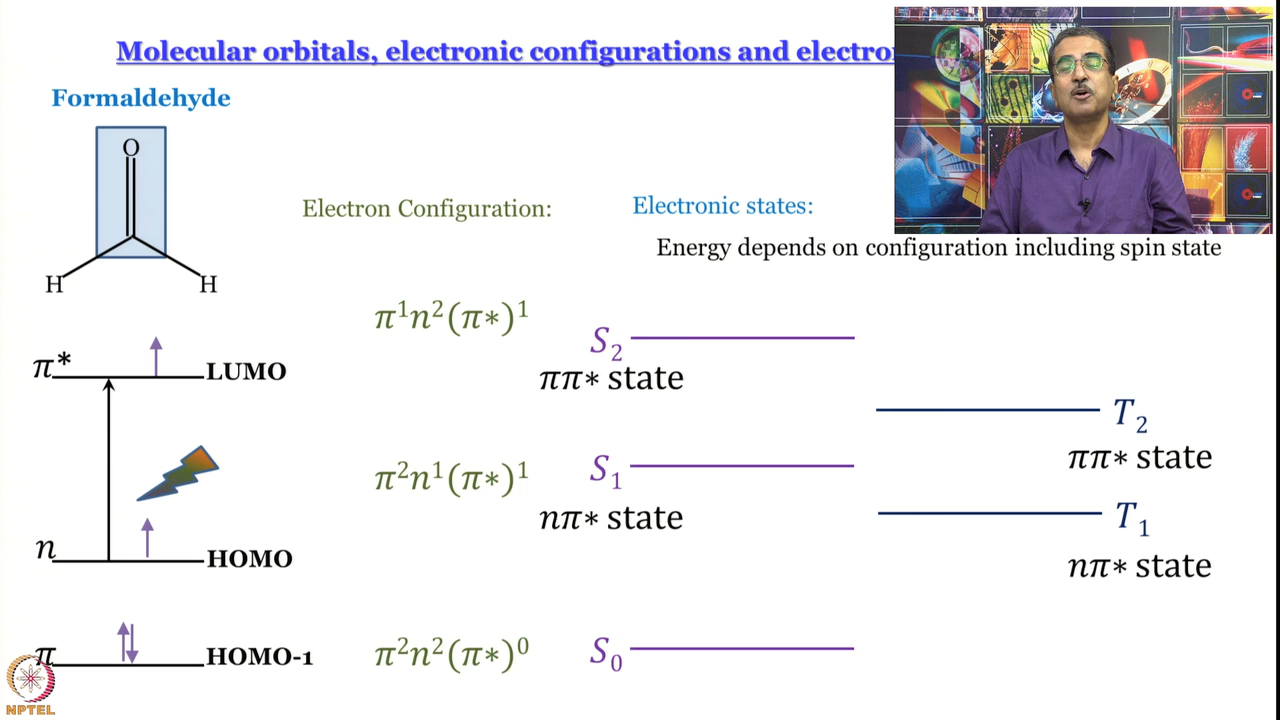 Molecular orbitals, electronic configurations and electro
Formaldehyde
O
H
H
Electron Configuration:
Electronic states:
Energy depends on configuration including spin state
π¹n²(π*)¹
S₂
ππ* state
π*
LUMO
T₂
ππ* state
π²n¹(π*)¹
S₁
nπ* state
T₁
nπ* state
n
HOMO
π
HOMO-1
π²n²(π*)⁰
S₀
NPTEL